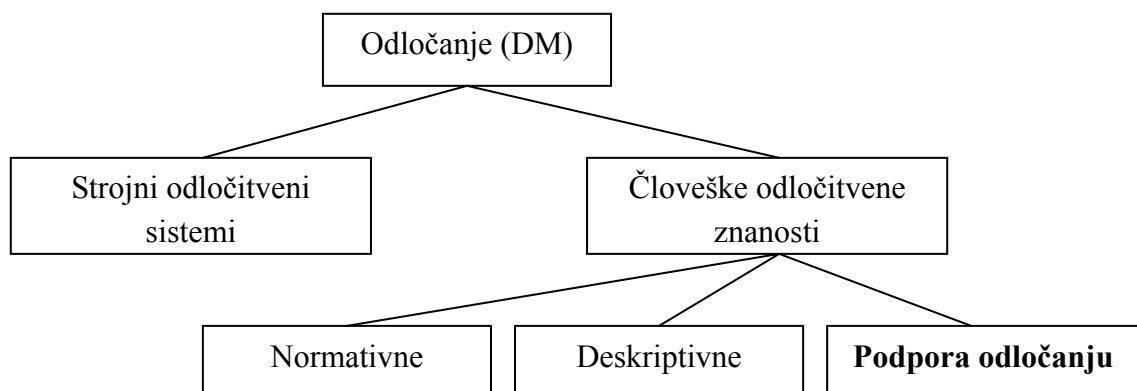 Odločanje (DM)
Strojni odločitveni
sistemi
Človeške odločitvene
znanosti
Normativne
Deskriptivne
Podpora odločanju